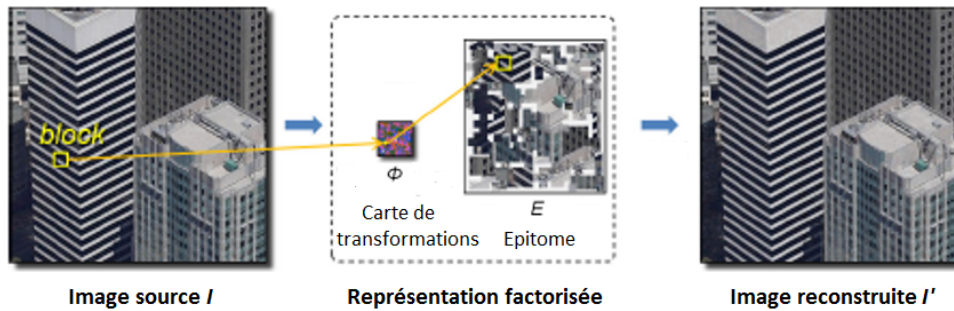 block
Φ
E
Carte de
transformations
Epitome
Image source I
Représentation factorisée
Image reconstruite I'